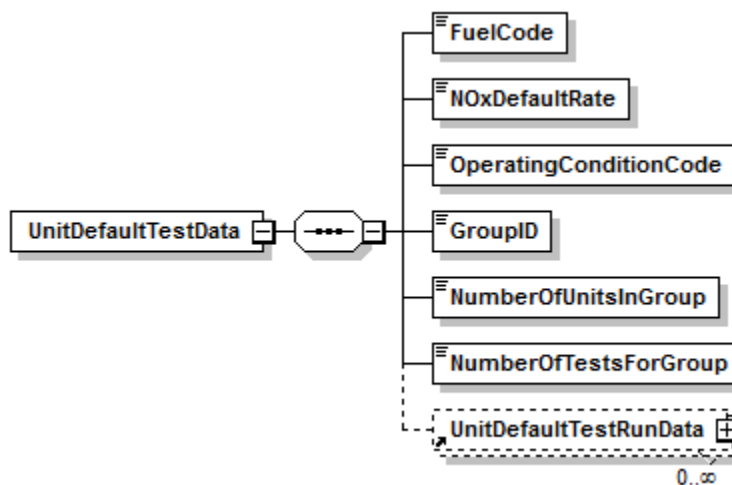 FuelCode
NOxDefaultRate
OperatingConditionCode
UnitDefaultTestData
GroupID
NumberOfUnitsInGroup
NumberOfTestsForGroup
UnitDefaultTestRunData
0..∞